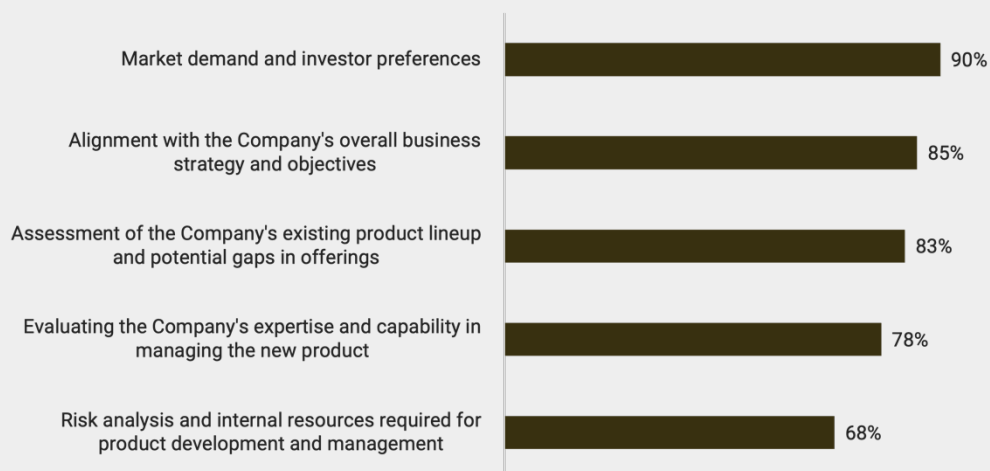 Market demand and investor preferences
90%
Alignment with the Company's overall business
strategy and objectives
85%
Assessment of the Company's existing product lineup
and potential gaps in offerings
83%
Evaluating the Company's expertise and capability in
managing the new product
78%
Risk analysis and internal resources required for
product development and management
68%